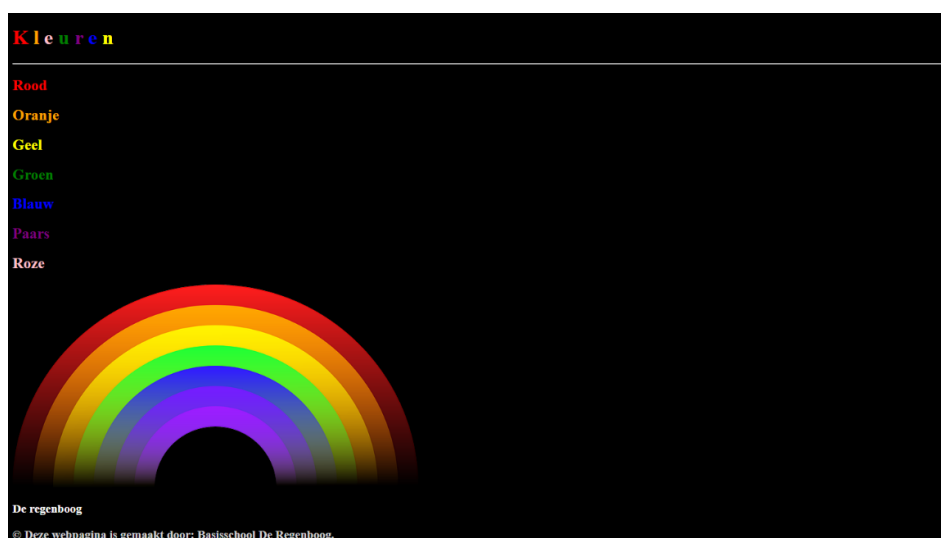 K l e u r e n
Rood
Oranje
Geel
Groen
Blauw
Paars
Roze
De regenboog
© Deze webpagina is gemaakt door: Basisschool De Regenboog.